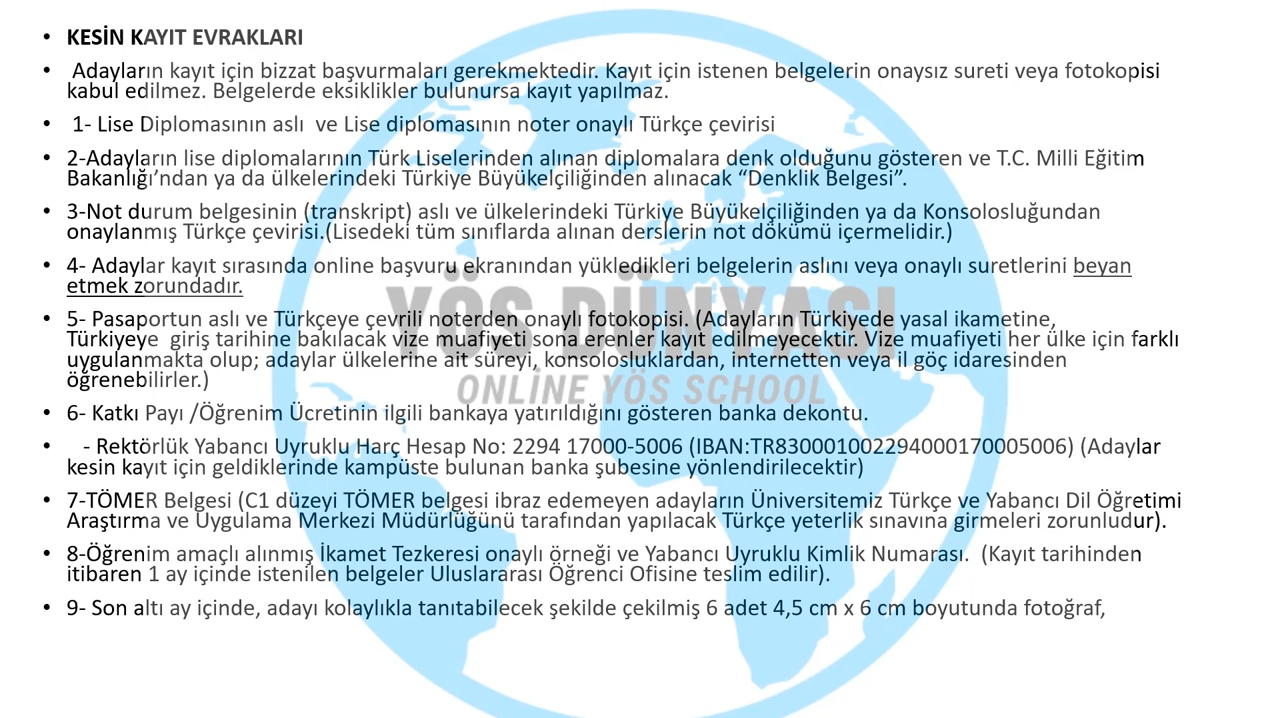 • KESİN KAYIT EVRAKLARI
• Adayların kayıt için bizzat başvurmaları gerekmektedir. Kayıt için istenen belgelerin onaysız sureti veya fotokopisi
kabul edilmez. Belgelerde eksiklikler bulunursa kayıt yapılmaz.
• 1- Lise Diplomasının aslı ve Lise diplomasının noter onaylı Türkçe çevirisi
• 2-Adayların lise diplomalarının Türk Liselerinden alınan diplomalara denk olduğunu gösteren ve T.C. Milli Eğitim
Bakanlığı’ndan ya da ülkelerindeki Türkiye Büyükelçiliğinden alınacak “Denklik Belgesi”.
• 3-Not durum belgesinin (transkript) aslı ve ülkelerindeki Türkiye Büyükelçiliğinden ya da Konsolosluğundan
onaylanmış Türkçe çevirisi.(Lisedeki tüm sınıflarda alınan derslerin not dökümü içermelidir.)
• 4- Adaylar kayıt sırasında online başvuru ekranından yükledikleri belgelerin aslını veya onaylı suretlerini beyan
etmek zorundadır.
• 5- Pasaportun aslı ve Türkçeye çevrili noterden onaylı fotokopisi. (Adayların Türkiyede yasal ikametine,
Türkiyeye giriş tarihine bakılacak vize muafiyeti sona erenler kayıt edilmeyecektir. Vize muafiyeti her ülke için farklı
uygulanmakta olup; adaylar ülkelerine ait süreyi, konsolosluklardan, internetten veya il göç idaresinden
öğrenebilirler.)
• 6- Katkı Payı /Öğrenim Ücretinin ilgili bankaya yatırıldığını gösteren banka dekontu.
• - Rektörlük Yabancı Uyruklu Harç Hesap No: 2294 17000-5006 (IBAN:TR830001002294000170005006) (Adaylar
kesin kayıt için geldiklerinde kampüste bulunan banka şubesine yönlendirilecektir)
• 7-TÖMER Belgesi (C1 düzeyi TÖMER belgesi ibraz edemeyen adayların Üniversitemiz Türkçe ve Yabancı Dil Öğretimi
Araştırma ve Uygulama Merkezi Müdürlüğünü tarafından yapılacak Türkçe yeterlik sınavına girmeleri zorunludur).
• 8-Öğrenim amaçlı alınmış İkamet Tezkeresi onaylı örneği ve Yabancı Uyruklu Kimlik Numarası. (Kayıt tarihinden
itibaren 1 ay içinde istenilen belgeler Uluslararası Öğrenci Ofisine teslim edilir).
• 9- Son altı ay içinde, adayı kolaylıkla tanıtabilecek şekilde çekilmiş 6 adet 4,5 cm x 6 cm boyutunda fotoğraf,
YÖS DÜNYASI
ONLİNE YÖS SCHOOL